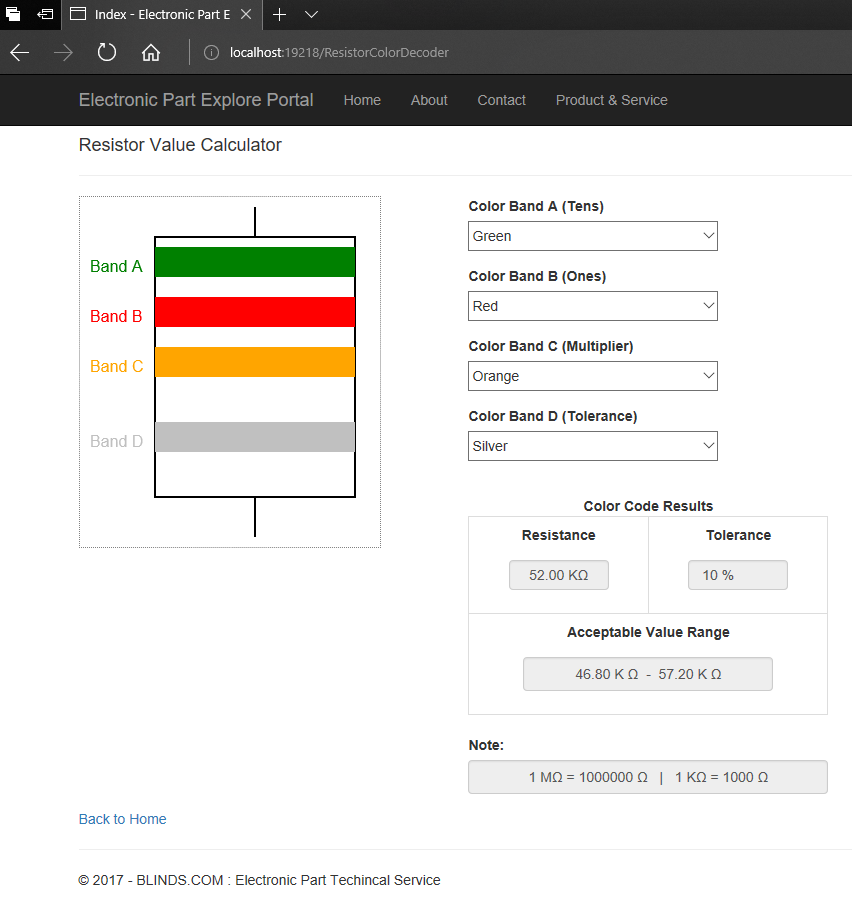 Index - Electronic Part E
localhost:19218/ResistorColorDecoder
Electronic Part Explore Portal Home About Contact Product & Service
Resistor Value Calculator
Band A
Band B
Band C
Band D
Color Band A (Tens)
Green
Color Band B (Ones)
Red
Color Band C (Multiplier)
Orange
Color Band D (Tolerance)
Silver
Color Code Results
Resistance Tolerance
52.00 KΩ 10 %
Acceptable Value Range
46.80 K Ω - 57.20 K Ω
Note:
1 MΩ = 1000000 Ω | 1 KΩ = 1000 Ω
Back to Home
© 2017 - BLINDS.COM : Electronic Part Techincal Service